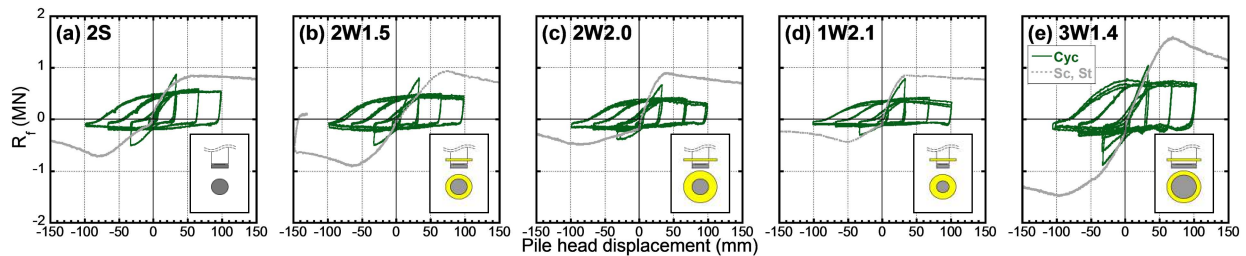 (a) 2S
(b) 2W1.5
(c) 2W2.0
(d) 1W2.1
(e) 3W1.4
Cyc
Sc, St
R_f (MN)
2
1
0
-1
-2
-150 -100 -50 0 50 100 150
-150 -100 -50 0 50 100 150
-150 -100 -50 0 50 100 150
-150 -100 -50 0 50 100 150
-150 -100 -50 0 50 100 150
Pile head displacement (mm)